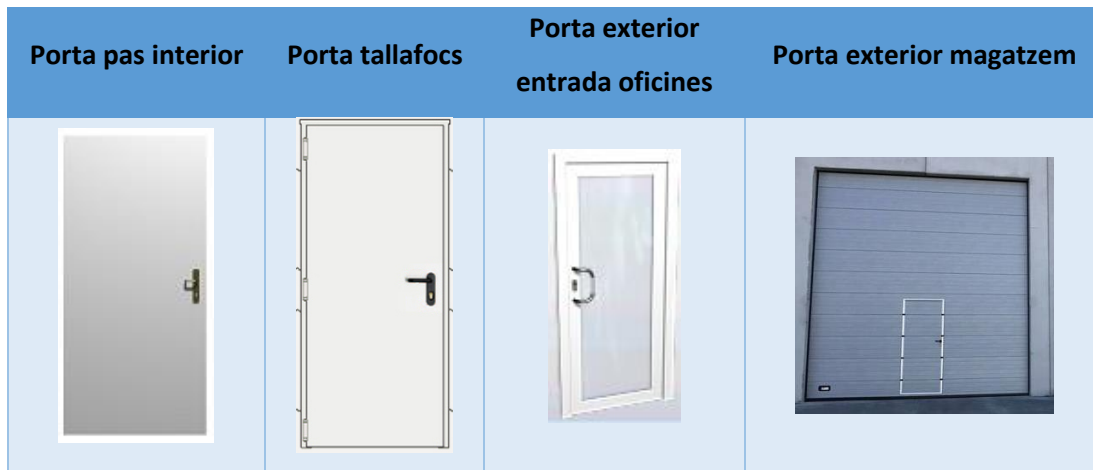 Porta pas interior
Porta tallafocs
Porta exterior
entrada oficines
Porta exterior magatzem